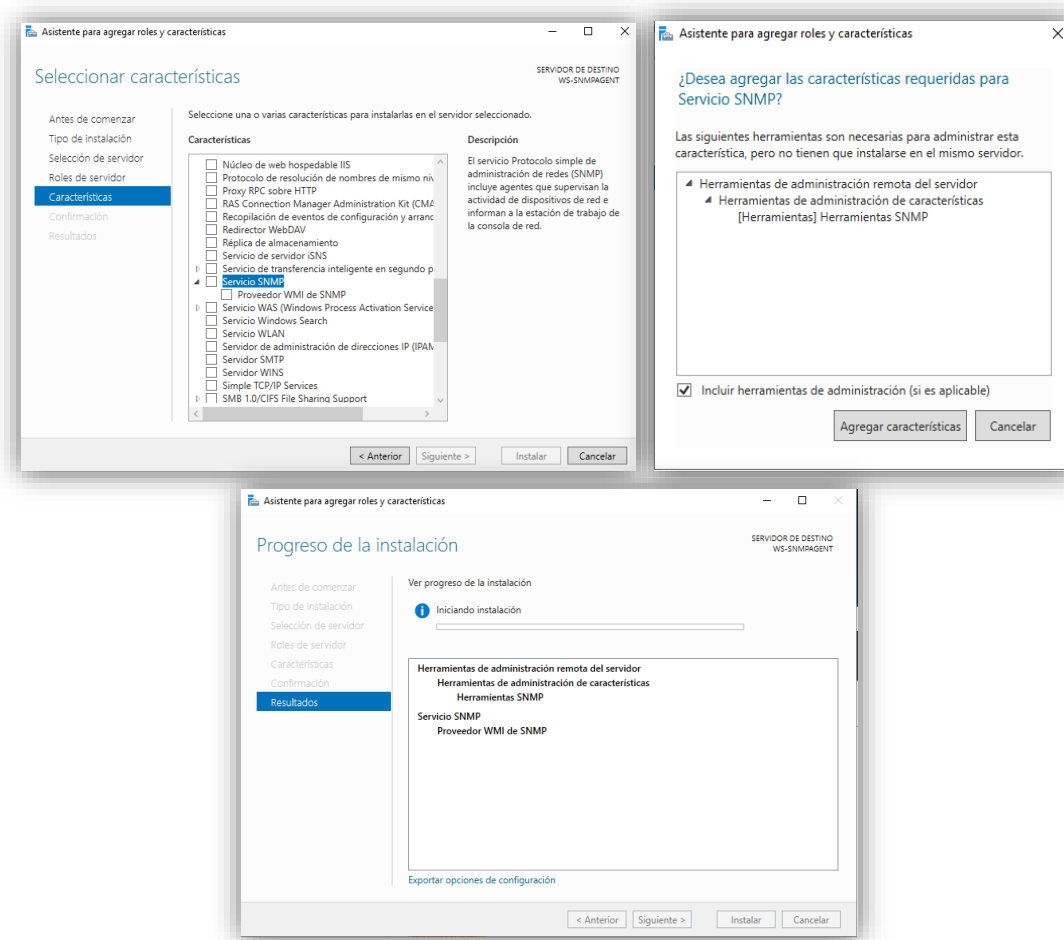 Asistente para agregar roles y características
Seleccionar características
SERVIDOR DE DESTINO
WS-SNMPAGENT
Antes de comenzar
Tipo de instalación
Selección de servidor
Roles de servidor
Características
Confirmación
Resultados
Seleccione una o varias características para instalarlas en el servidor seleccionado.
Características
Núcleo de web hospedable IIS
Protocolo de resolución de nombres de mismo niv
Proxy RPC sobre HTTP
RAS Connection Manager Administration Kit (CMA
Recopilación de eventos de configuración y arranc
Redirector WebDAV
Réplica de almacenamiento
Servicio de servidor iSNS
Servicio de transferencia inteligente en segundo p
Servicio SNMP
Proveedor WMI de SNMP
Servicio WAS (Windows Process Activation Service
Servicio Windows Search
Servicio WLAN
Servidor de administración de direcciones IP (IPAM
Servidor SMTP
Servidor WINS
Simple TCP/IP Services
SMB 1.0/CIFS File Sharing Support
Descripción
El servicio Protocolo simple de
administración de redes (SNMP)
incluye agentes que supervisan la
actividad de dispositivos de red e
informan a la estación de trabajo de
la consola de red.
< Anterior
Siguiente >
Instalar
Cancelar
Asistente para agregar roles y características
¿Desea agregar las características requeridas para
Servicio SNMP?
Las siguientes herramientas son necesarias para administrar esta
característica, pero no tienen que instalarse en el mismo servidor.
Herramientas de administración remota del servidor
Herramientas de administración de características
[Herramientas] Herramientas SNMP
Incluir herramientas de administración (si es aplicable)
Agregar características
Cancelar
Asistente para agregar roles y características
Progreso de la instalación
SERVIDOR DE DESTINO
WS-SNMPAGENT
Antes de comenzar
Tipo de instalación
Selección de servidor
Roles de servidor
Características
Confirmación
Resultados
Ver progreso de la instalación
Iniciando instalación
Herramientas de administración remota del servidor
Herramientas de administración de características
Herramientas SNMP
Servicio SNMP
Proveedor WMI de SNMP
Exportar opciones de configuración
< Anterior
Siguiente >
Instalar
Cancelar